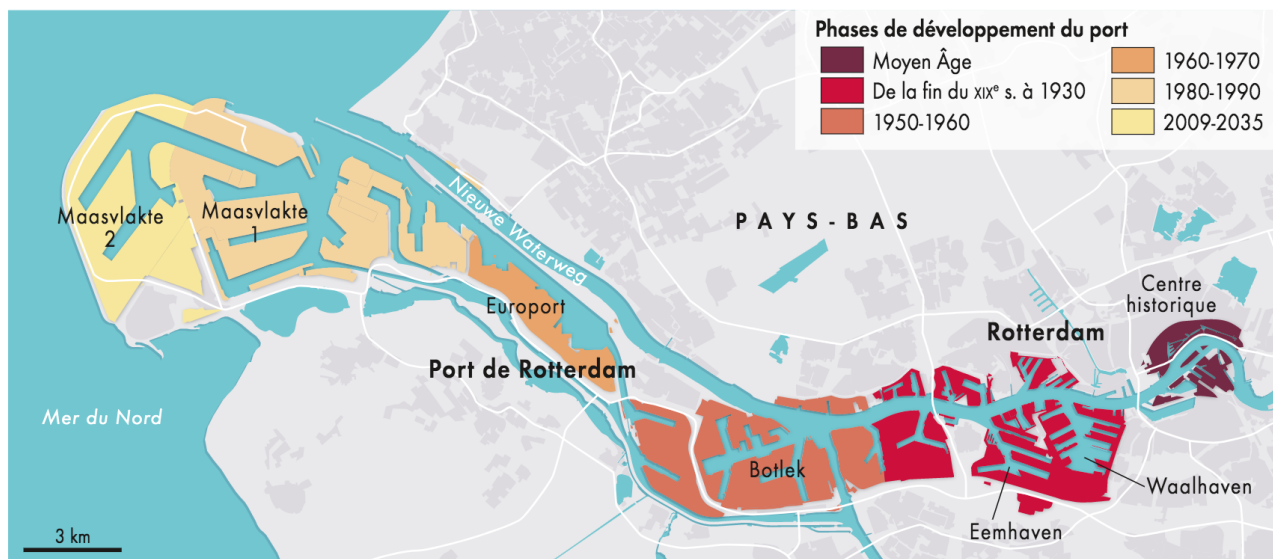 Phases de développement du port
Moyen Âge
De la fin du XIXe s. à 1930
1950-1960
1960-1970
1980-1990
2009-2035
Maasvlakte
2
Maasvlakte
1
Nieuwe Waterweg
PAYS-BAS
Europort
Centre
historique
Rotterdam
Port de Rotterdam
Mer du Nord
Botlek
Waalhaven
Eemhaven
3 km